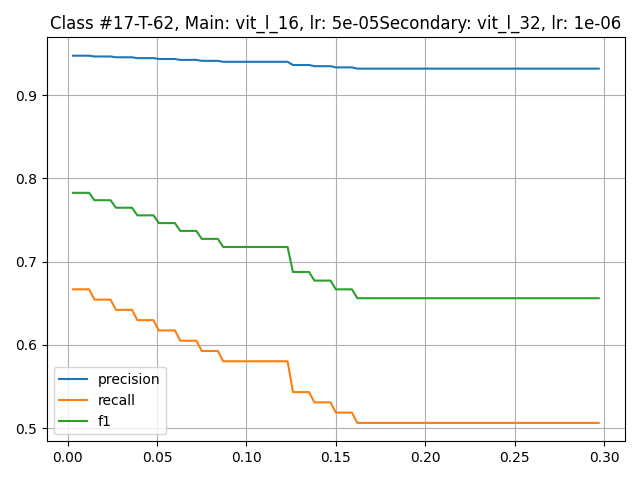 Class #17-T-62, Main: vit_l_16, lr: 5e-05Secondary: vit_l_32, lr: 1e-06
0.9
0.8
0.7
0.6
0.5
precision
recall
f1
0.00 0.05 0.10 0.15 0.20 0.25 0.30